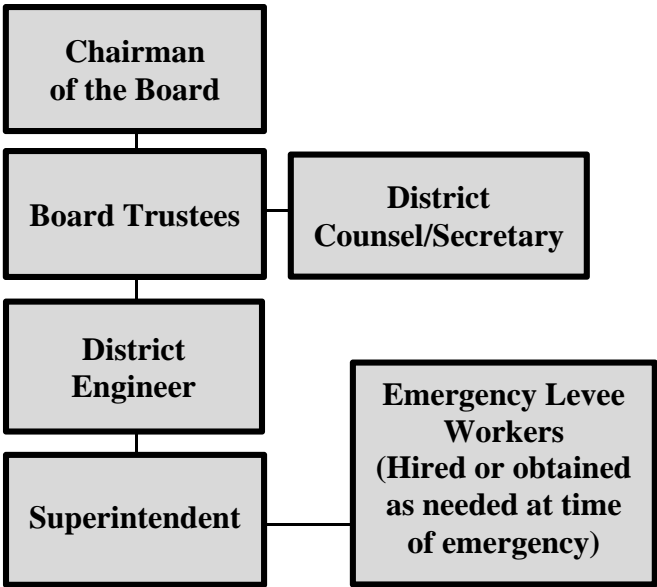 Chairman
of the Board
Board Trustees
District
Counsel/Secretary
District
Engineer
Superintendent
Emergency Levee
Workers
(Hired or obtained
as needed at time
of emergency)